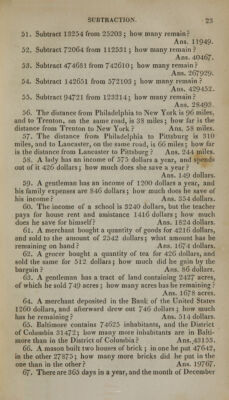 SUBTRACTION. 23
51. Subtract 13254 from 25203; how many remain?
Ans. 11949.
52. Subtract 72064 from 112531; how many remain?
Ans. 40467.
53. Subtract 474681 from 742610; how many remain?
Ans. 267929.
54. Subtract 142651 from 572103; how many remain?
Ans. 429452.
55. Subtract 94721 from 123214; how many remain?
Ans. 28493.
56. The distance from Philadelphia to New York is 96 miles,
and to Trenton, on the same road, is 38 miles; how far is the
distance from Trenton to New York? Ans. 58 miles.
57. The distance from Philadelphia to Pittsburg is 310
miles, and to Lancaster, on the same road, is 66 miles; how far
is the distance from Lancaster to Pittsburg? Ans. 244 miles.
58. A lady has an income of 575 dollars a year, and spends
out of it 426 dollars; how much does she save a year?
Ans. 149 dollars.
59. A gentleman has an income of 1200 dollars a year, and
his family expenses are 846 dollars; how much does he save of
his income? Ans. 354 dollars.
60. The income of a school is 3240 dollars, but the teacher
pays for house rent and assistance 1416 dollars; how much
does he save for himself? Ans. 1824 dollars.
61. A merchant bought a quantity of goods for 4216 dollars,
and sold to the amount of 2542 dollars; what amount has he
remaining on hand? Ans. 1674 dollars.
62. A grocer bought a quantity of tea for 426 dollars, and
sold the same for 512 dollars; how much did he gain by the
bargain? Ans. 86 dollars.
63. A gentleman has a tract of land containing 2427 acres,
of which he sold 749 acres; how many acres has he remaining?
Ans. 1678 acres.
64. A merchant deposited in the Bank of the United States
1260 dollars, and afterward drew out 746 dollars; how much
has he remaining? Ans. 514 dollars.
65. Baltimore contains 74625 inhabitants, and the District
of Columbia 31472; how many more inhabitants are in Balti-
more than in the District of Columbia? Ans. 43153.
66. A mason built two houses of brick; in one he put 47642,
in the other 27875; how many more bricks did he put in the
one than in the other? Ans. 19767.
67. There are 365 days in a year, and the month of December